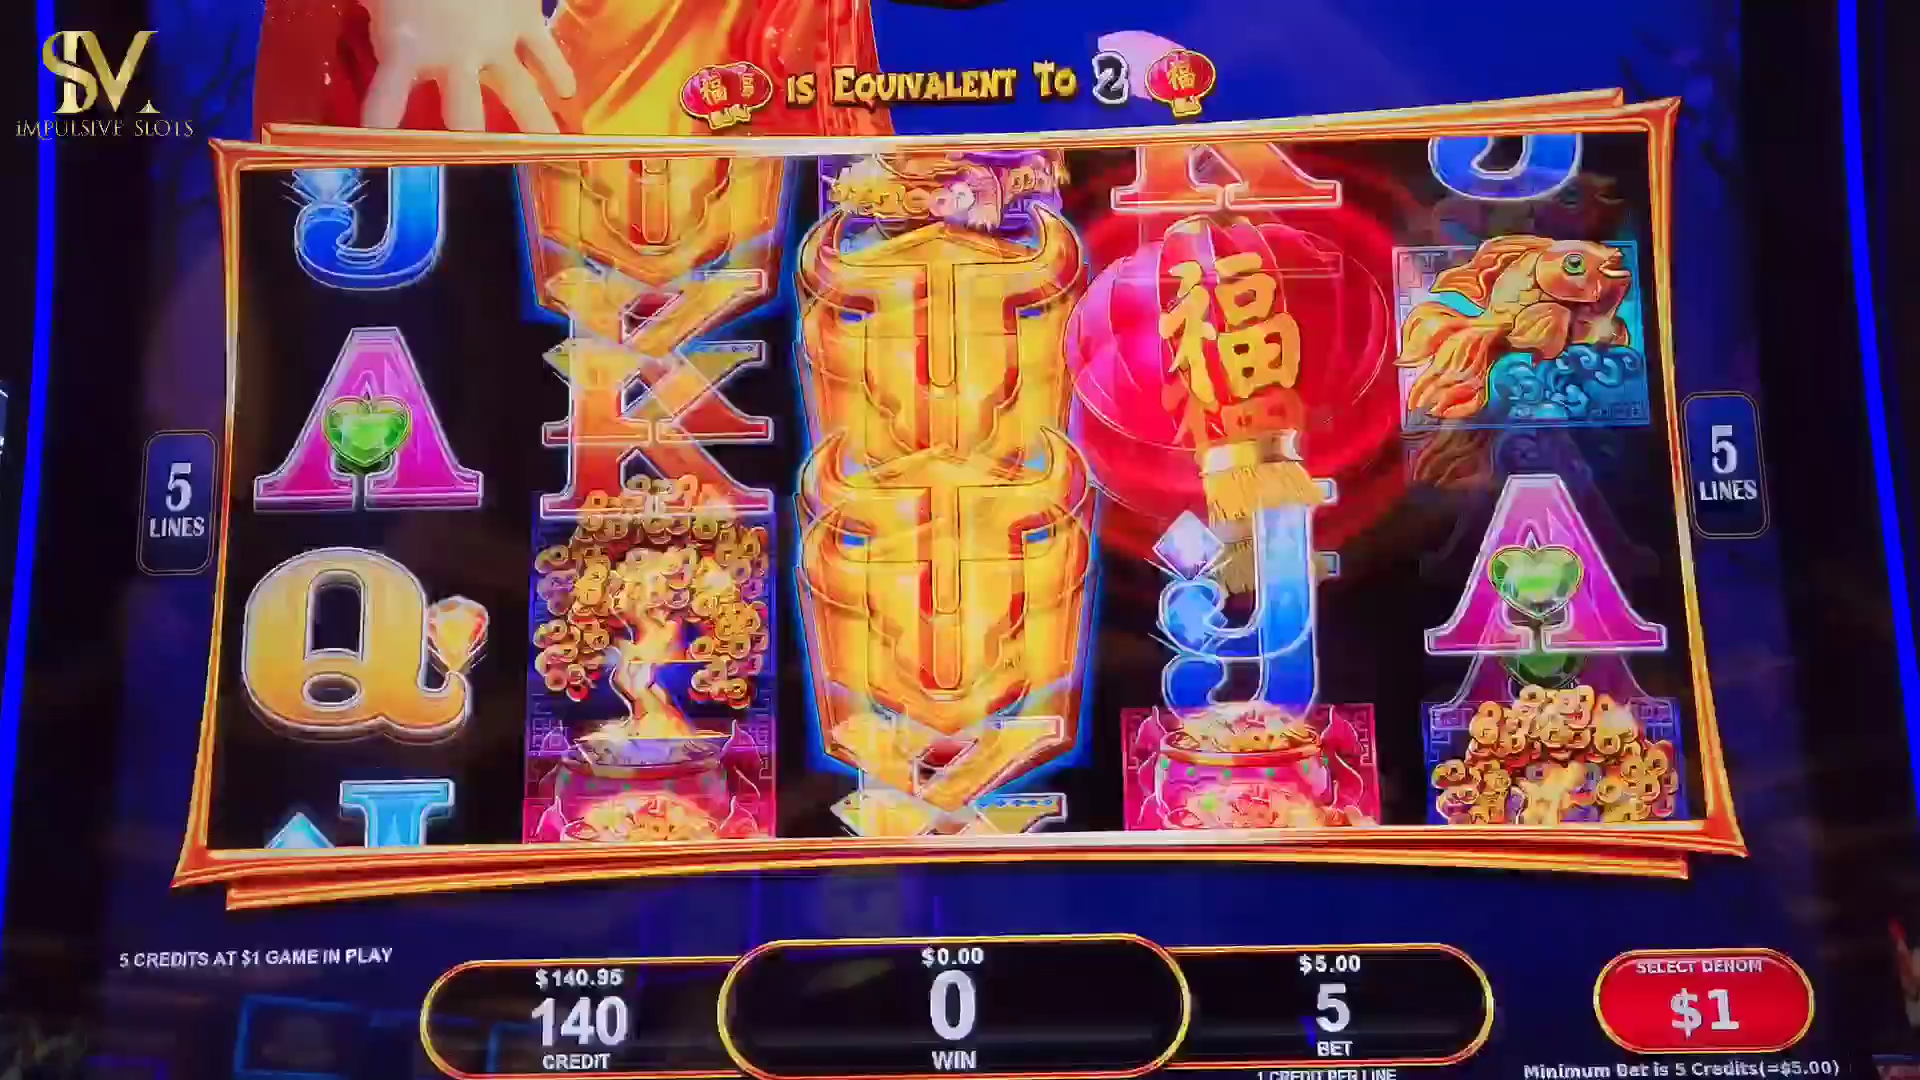 SV
iMPULSIVE SLOTS
福 IS EQUIVALENT TO 2 福
J
K
J
福
A
K
5
LINES
5
LINES
K
J
A
Q
J
K
5 CREDITS AT $1 GAME IN PLAY
$140.95
140
CREDIT
$0.00
0
WIN
$5.00
5
BET
1 CREDIT PER LINE
SELECT DENOM
$1
Minimum Bet is 5 Credits(=$5.00)